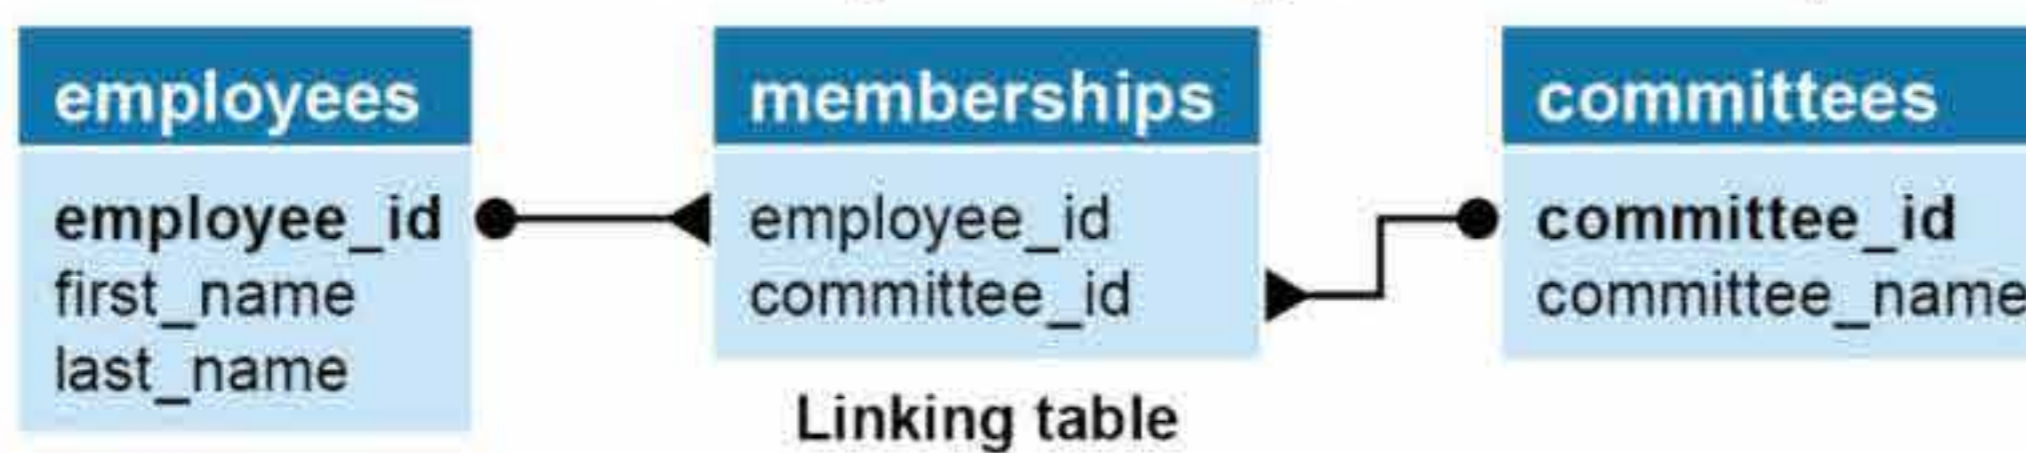 employees
employee_id
first_name
last_name
memberships
employee_id
committee_id
Linking table
committees
committee_id
committee_name